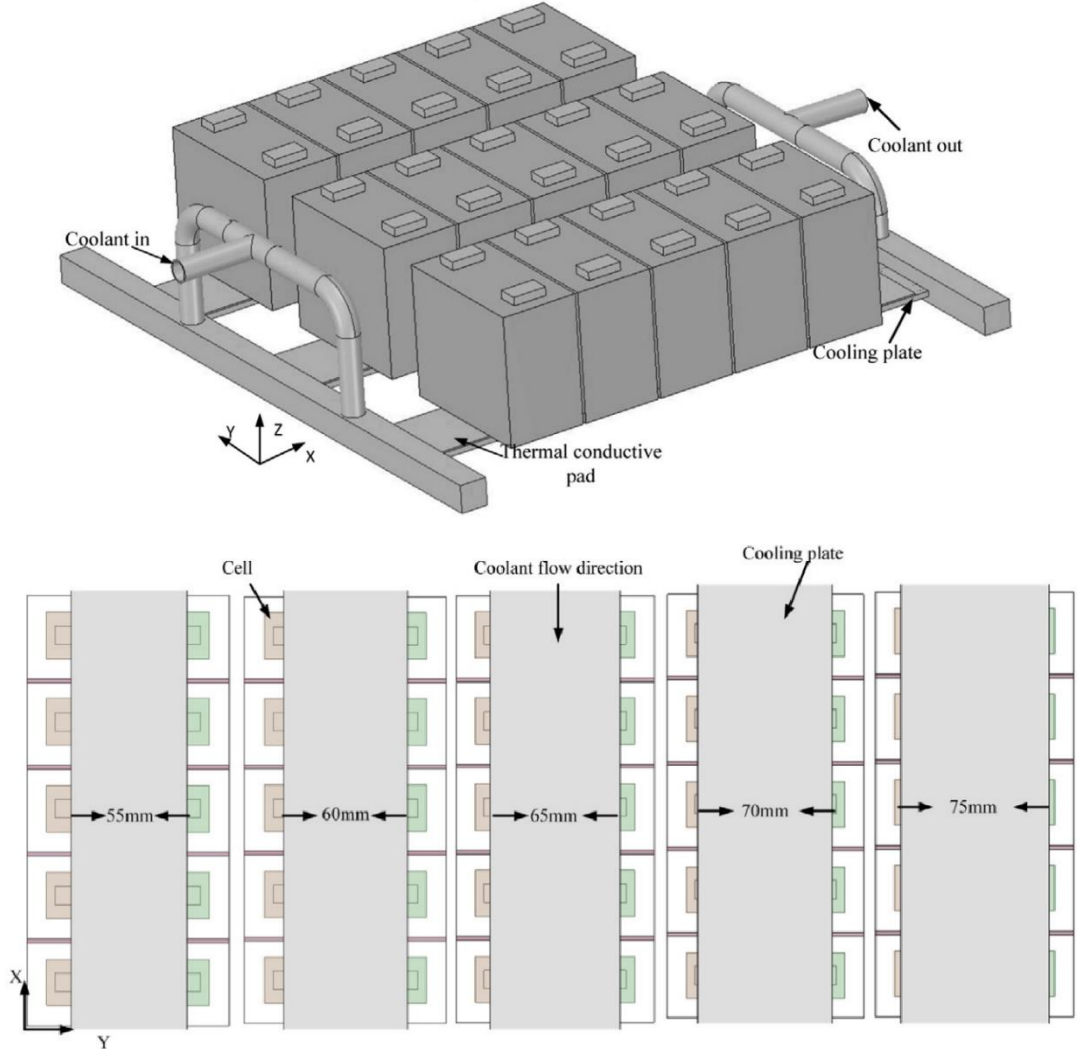 Coolant out
Coolant in
Cooling plate
Y Z X
Thermal conductive
pad
Cell
Coolant flow direction
Cooling plate
55mm
60mm
65mm
70mm
75mm
X
Y